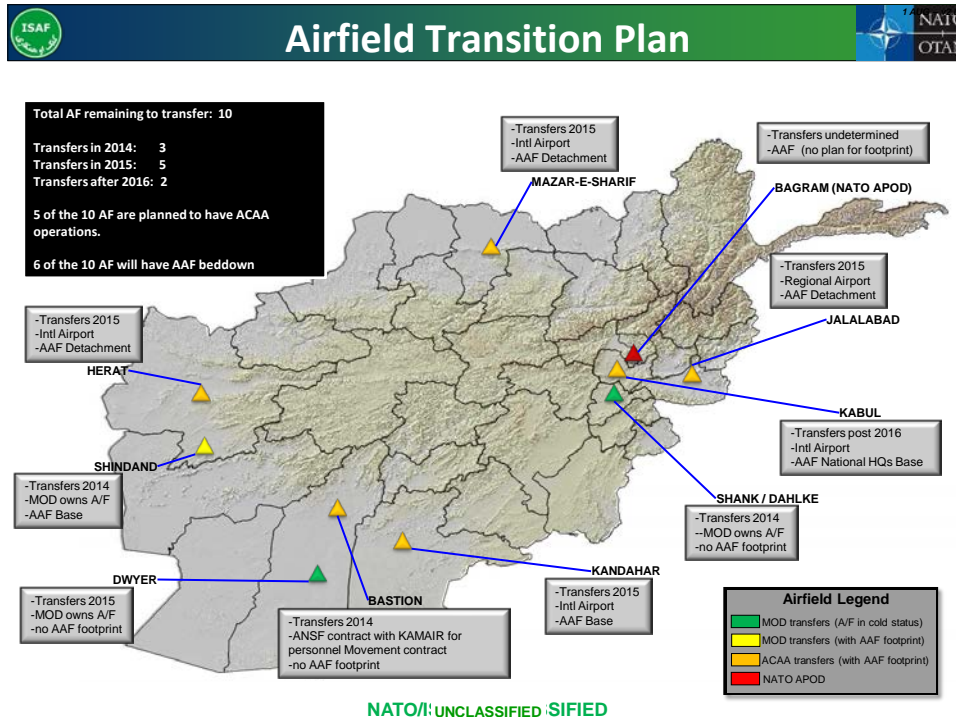 ISAF
Airfield Transition Plan
NATO
OTAN
Total AF remaining to transfer: 10
Transfers in 2014: 3
Transfers in 2015: 5
Transfers after 2016: 2
5 of the 10 AF are planned to have ACAA
operations.
6 of the 10 AF will have AAF beddown
-Transfers 2015
-Intl Airport
-AAF Detachment
MAZAR-E-SHARIF
-Transfers undetermined
-AAF (no plan for footprint)
BAGRAM (NATO APOD)
-Transfers 2015
-Regional Airport
-AAF Detachment
JALALABAD
-Transfers 2015
-Intl Airport
-AAF Detachment
HERAT
KABUL
-Transfers post 2016
-Intl Airport
-AAF National HQs Base
SHINDAND
-Transfers 2014
-MOD owns A/F
-AAF Base
SHANK / DAHLKE
-Transfers 2014
--MOD owns A/F
-no AAF footprint
DWYER
-Transfers 2015
-MOD owns A/F
-no AAF footprint
BASTION
-Transfers 2014
-ANSF contract with KAMAIR for
personnel Movement contract
-no AAF footprint
KANDAHAR
-Transfers 2015
-Intl Airport
-AAF Base
Airfield Legend
MOD transfers (A/F in cold status)
MOD transfers (with AAF footprint)
ACAA transfers (with AAF footprint)
NATO APOD
NATO/IS UNCLASSIFIED SIFIED